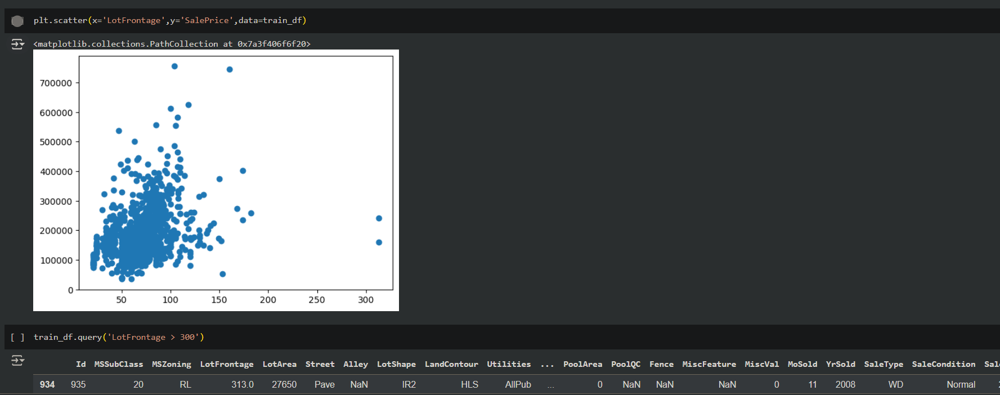 plt.scatter(x='LotFrontage',y='SalePrice',data=train_df)
<matplotlib.collections.PathCollection at 0x7a3f406f6f20>
700000
600000
500000
400000
300000
200000
100000
0
50 100 150 200 250 300
[ ] train_df.query('LotFrontage > 300')
Id MSSubClass MSZoning LotFrontage LotArea Street Alley LotShape LandContour Utilities ... PoolArea PoolQC Fence MiscFeature MiscVal MoSold YrSold SaleType SaleCondition
934 935 20 RL 313.0 27650 Pave NaN IR2 HLS AllPub ... 0 NaN NaN NaN 0 11 2008 WD Normal